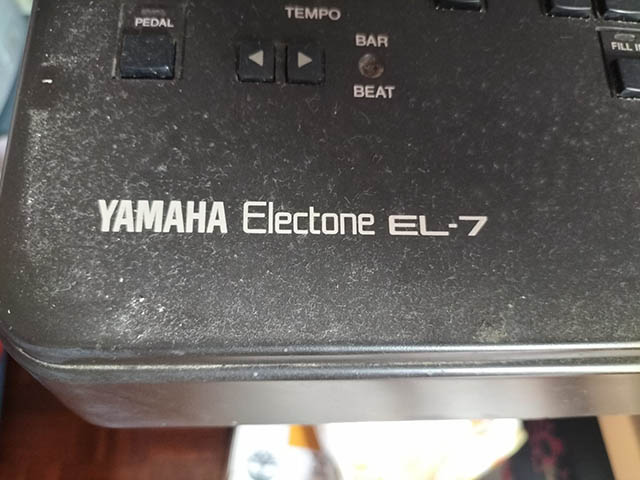 PEDAL
TEMPO
BAR
BEAT
YAMAHA Electone EL-7